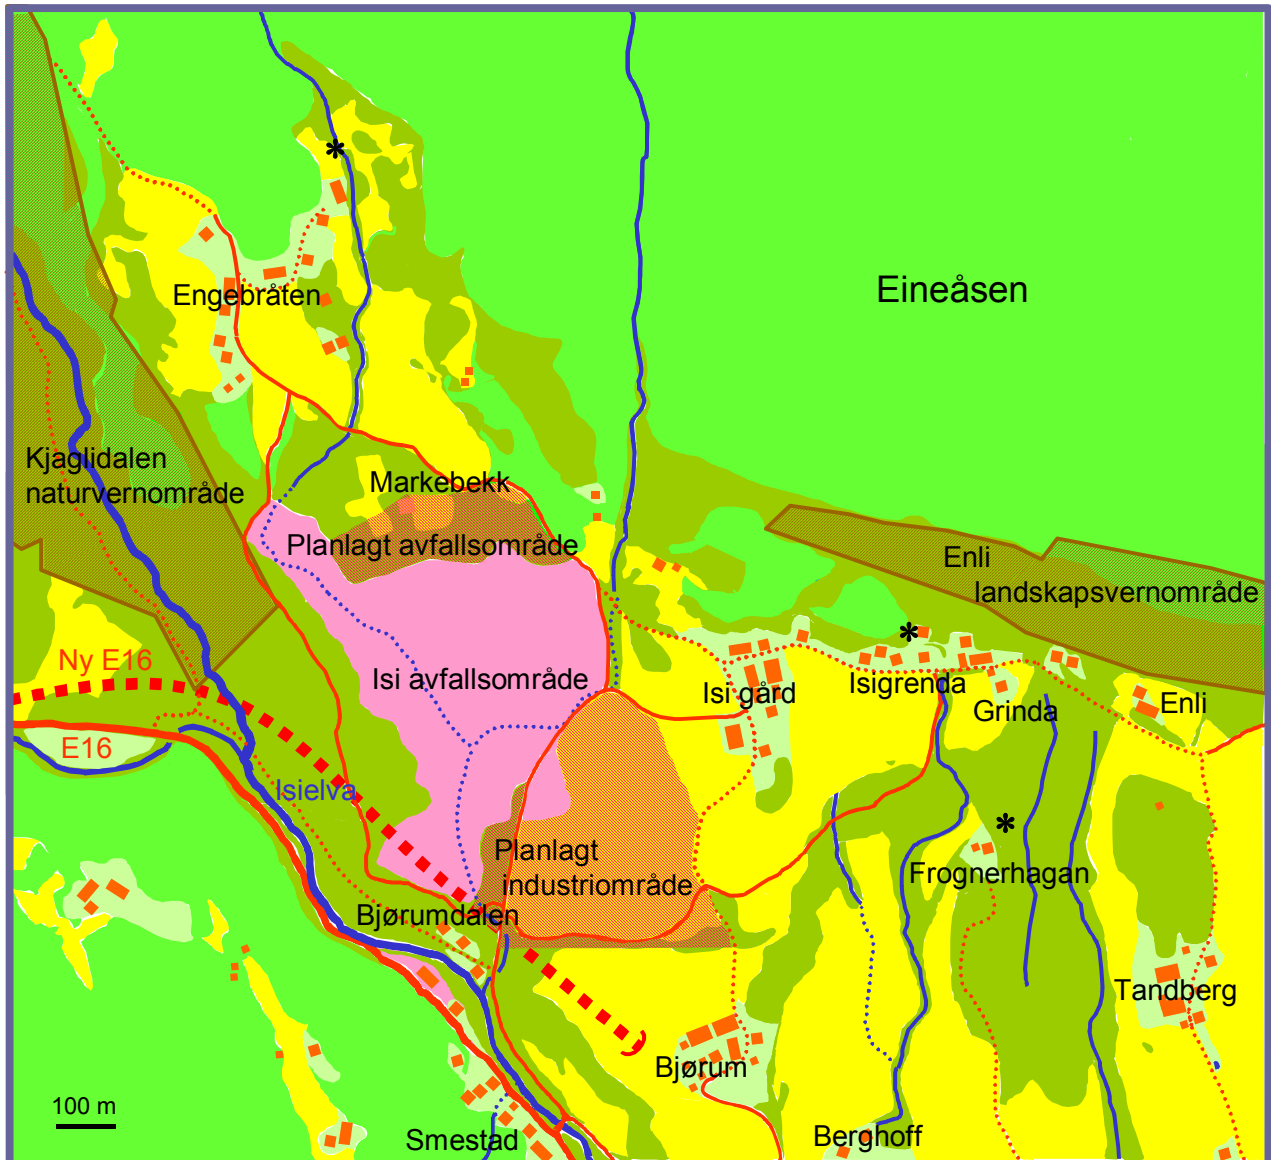 Eineåsen
Engebråten
Kjaglidalen
naturvernområde
Markebekk
Planlagt avfallsområde
Enli
landskapsvernområde
Ny E16
Isi avfallsområde
Isi gård
Isigrenda
Grinda
Enli
E16
Isielva
Planlagt
industriområde
Frognerhagan
Bjørumdalen
Tandberg
Bjørum
100 m
Smestad
Berghoff